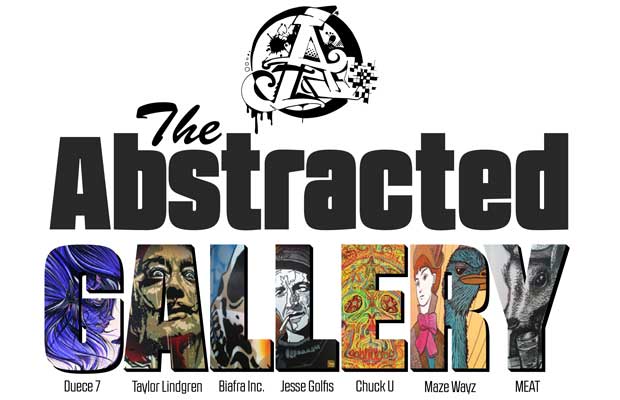 The
Abstracted
GALLERY
Duece 7 Taylor Lindgren Biafra Inc. Jesse Golfis Chuck U Maze Wayz MEAT